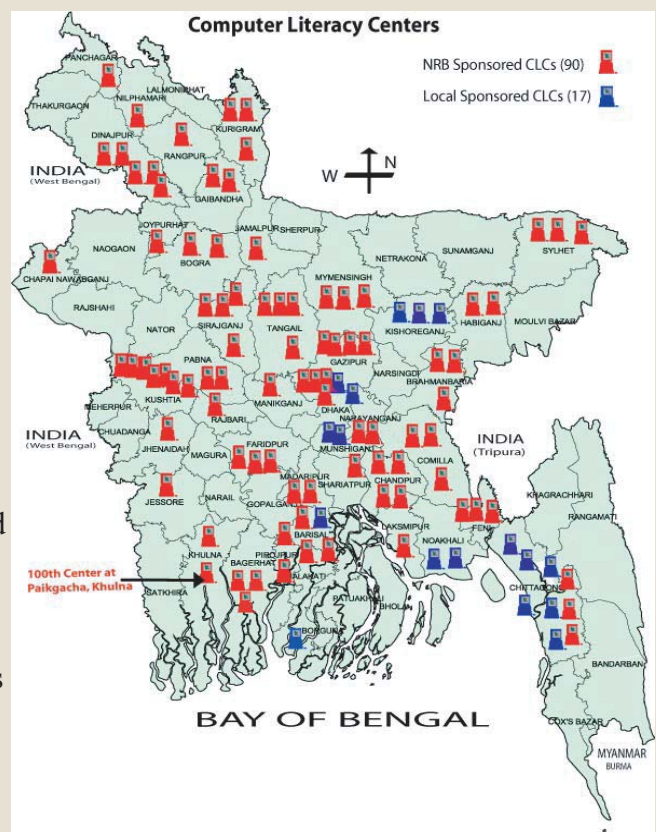 Computer Literacy Centers
NRB Sponsored CLCs (90)
Local Sponsored CLCs (17)
PANCHAGAR
LALMONIRHAT
NILPHAMARI
THAKURGAON
KURIGRAM
DINAJPUR
RANGPUR
INDIA
(West Bengal)
W N
GAIBANDHA
JOYPURHAT
JAMALPUR
SHERPUR
NAOGAON
BOGRA
NETRAKONA
SUNAMGANJ
SYLHET
CHAPAI NAWABGANJ
MYMENSINGH
RAJSHAHI
SIRAJGANJ
TANGAIL
KISHOREGANJ
HABIGANJ
MOULVI BAZAR
NATOR
PABNA
GAZIPUR
NARSINGDI
BRAHMANBARIA
KUSHTIA
MEHERPUR
MANIKGANJ
DHAKA
RAJBARI
CHUADANGA
NARAYANGANJ
INDIA
(West Bengal)
JHENAIDAH
MAGURA
FARIDPUR
MUNSHIGANJ
COMILLA
INDIA
(Tripura)
MADARIPUR
SHARIATPUR
CHANDPUR
KHAGRACHHARI
JESSORE
NARAIL
GOPALGANJ
RANGAMATI
LAKSMIPUR
FENI
d
BARISAL
NOAKHALI
KHULNA
PIROJPUR
BAGERHAT
100th Center at
Paikgacha, Khulna
CHITTAGONG
SATKHIRA
PATUAKHALI
BHOLA
BORGUNA
s
BANDARBAN
BAY OF BENGAL
COX'S BAZAR
MYANMAR
BURMA